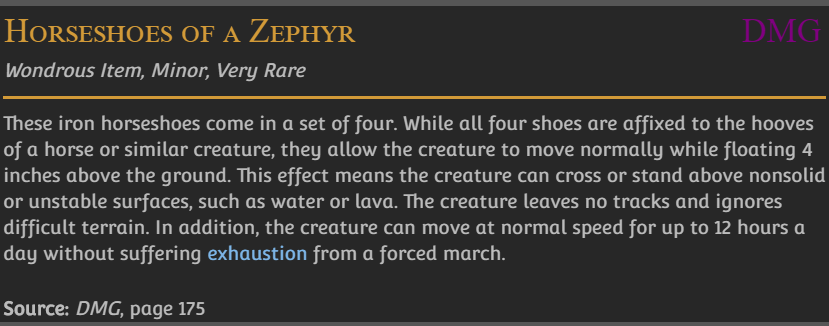 Horseshoes of a Zephyr DMG
Wondrous Item, Minor, Very Rare
These iron horseshoes come in a set of four. While all four shoes are affixed to the hooves
of a horse or similar creature, they allow the creature to move normally while floating 4
inches above the ground. This effect means the creature can cross or stand above nonsolid
or unstable surfaces, such as water or lava. The creature leaves no tracks and ignores
difficult terrain. In addition, the creature can move at normal speed for up to 12 hours a
day without suffering exhaustion from a forced march.
Source: DMG, page 175